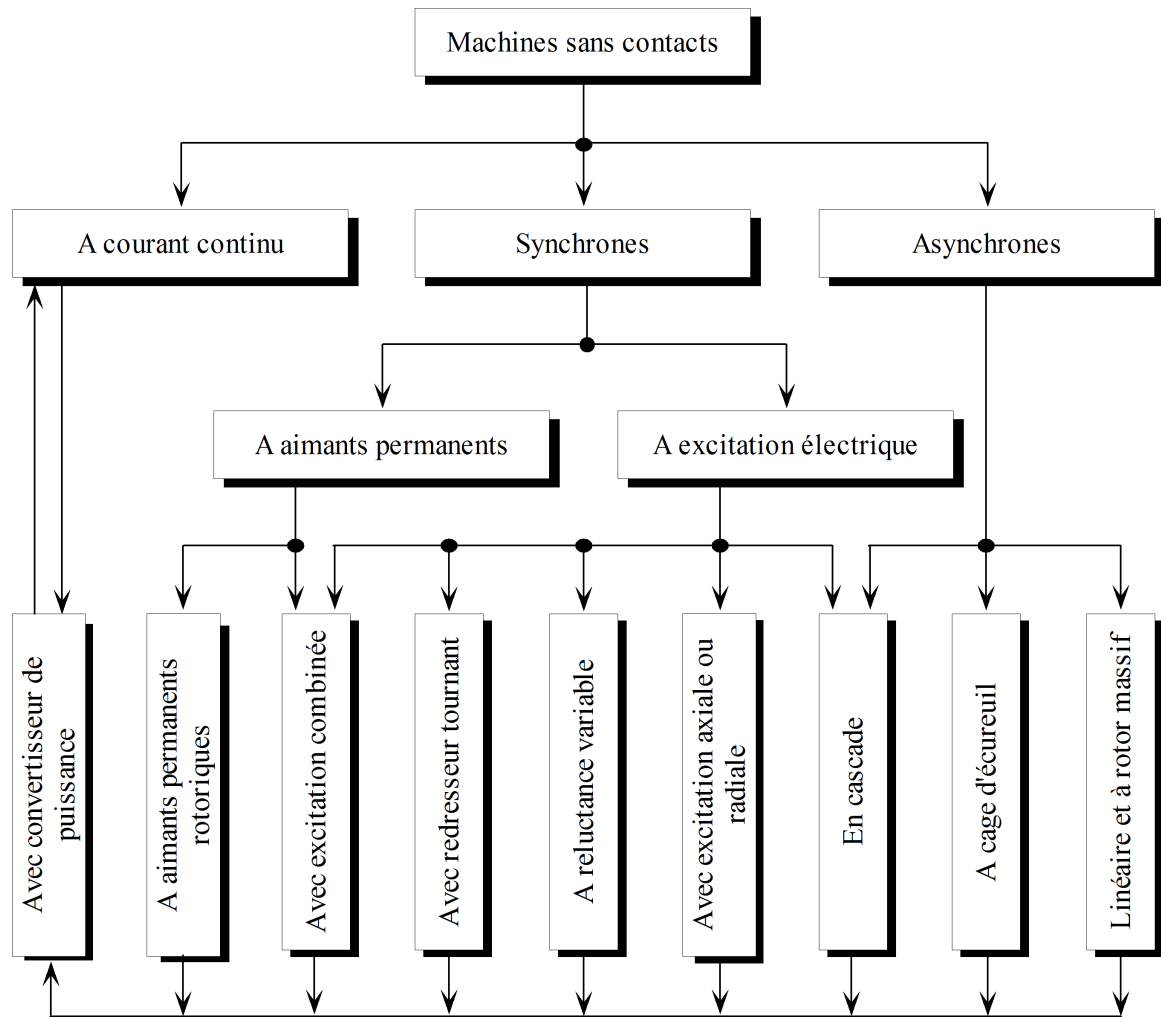 Machines sans contacts
A courant continu
Synchrones
Asynchrones
A aimants permanents
A excitation électrique
Avec convertisseur de
puissance
A aimants permanents
rotoriques
Avec excitation combinée
Avec redresseur tournant
A reluctance variable
Avec excitation axiale ou
radiale
En cascade
A cage d'écureuil
Linéaire et à rotor massif